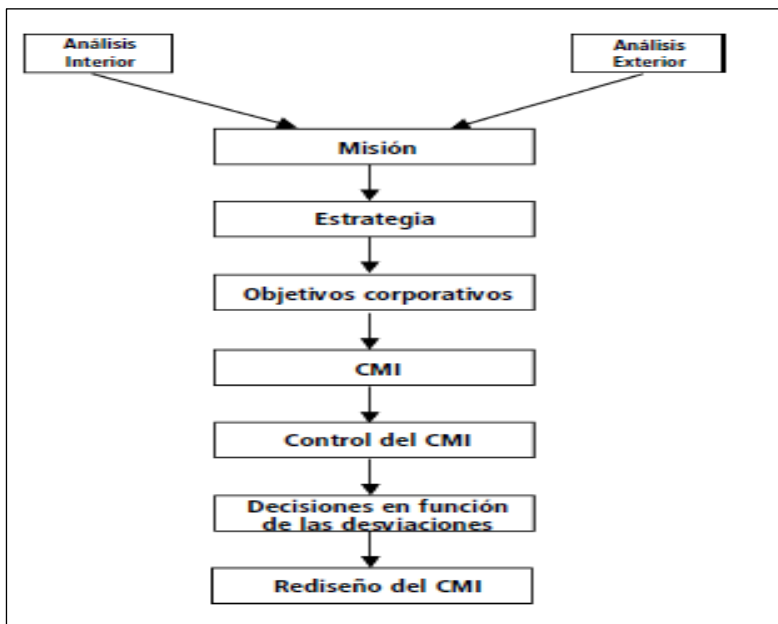 Análisis
Interior
Análisis
Exterior
Misión
Estrategia
Objetivos corporativos
CMI
Control del CMI
Decisiones en función
de las desviaciones
Rediseño del CMI